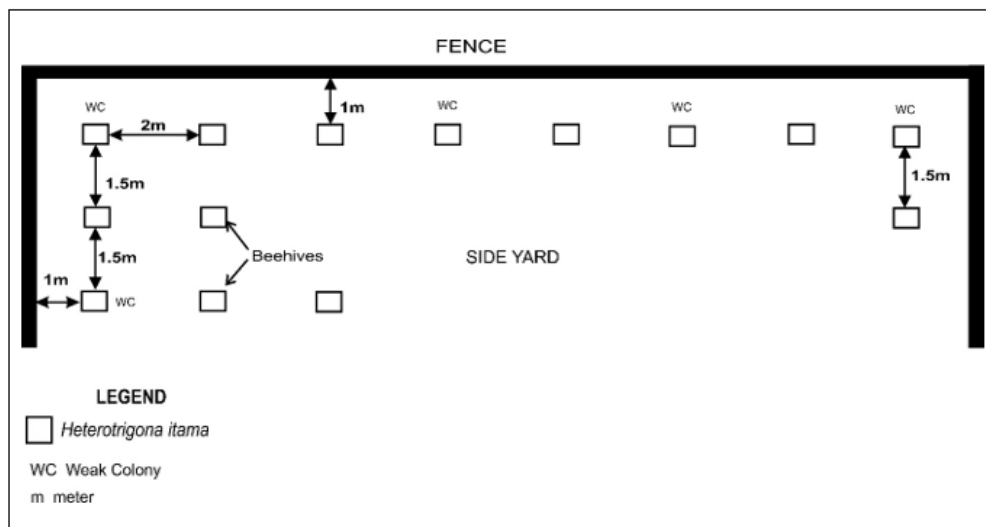 FENCE
1m
WC
WC
WC
WC
2m
1.5m
1.5m
1.5m
Beehives
SIDE YARD
1m
WC
LEGEND
Heterotrigona itama
WC Weak Colony
m meter